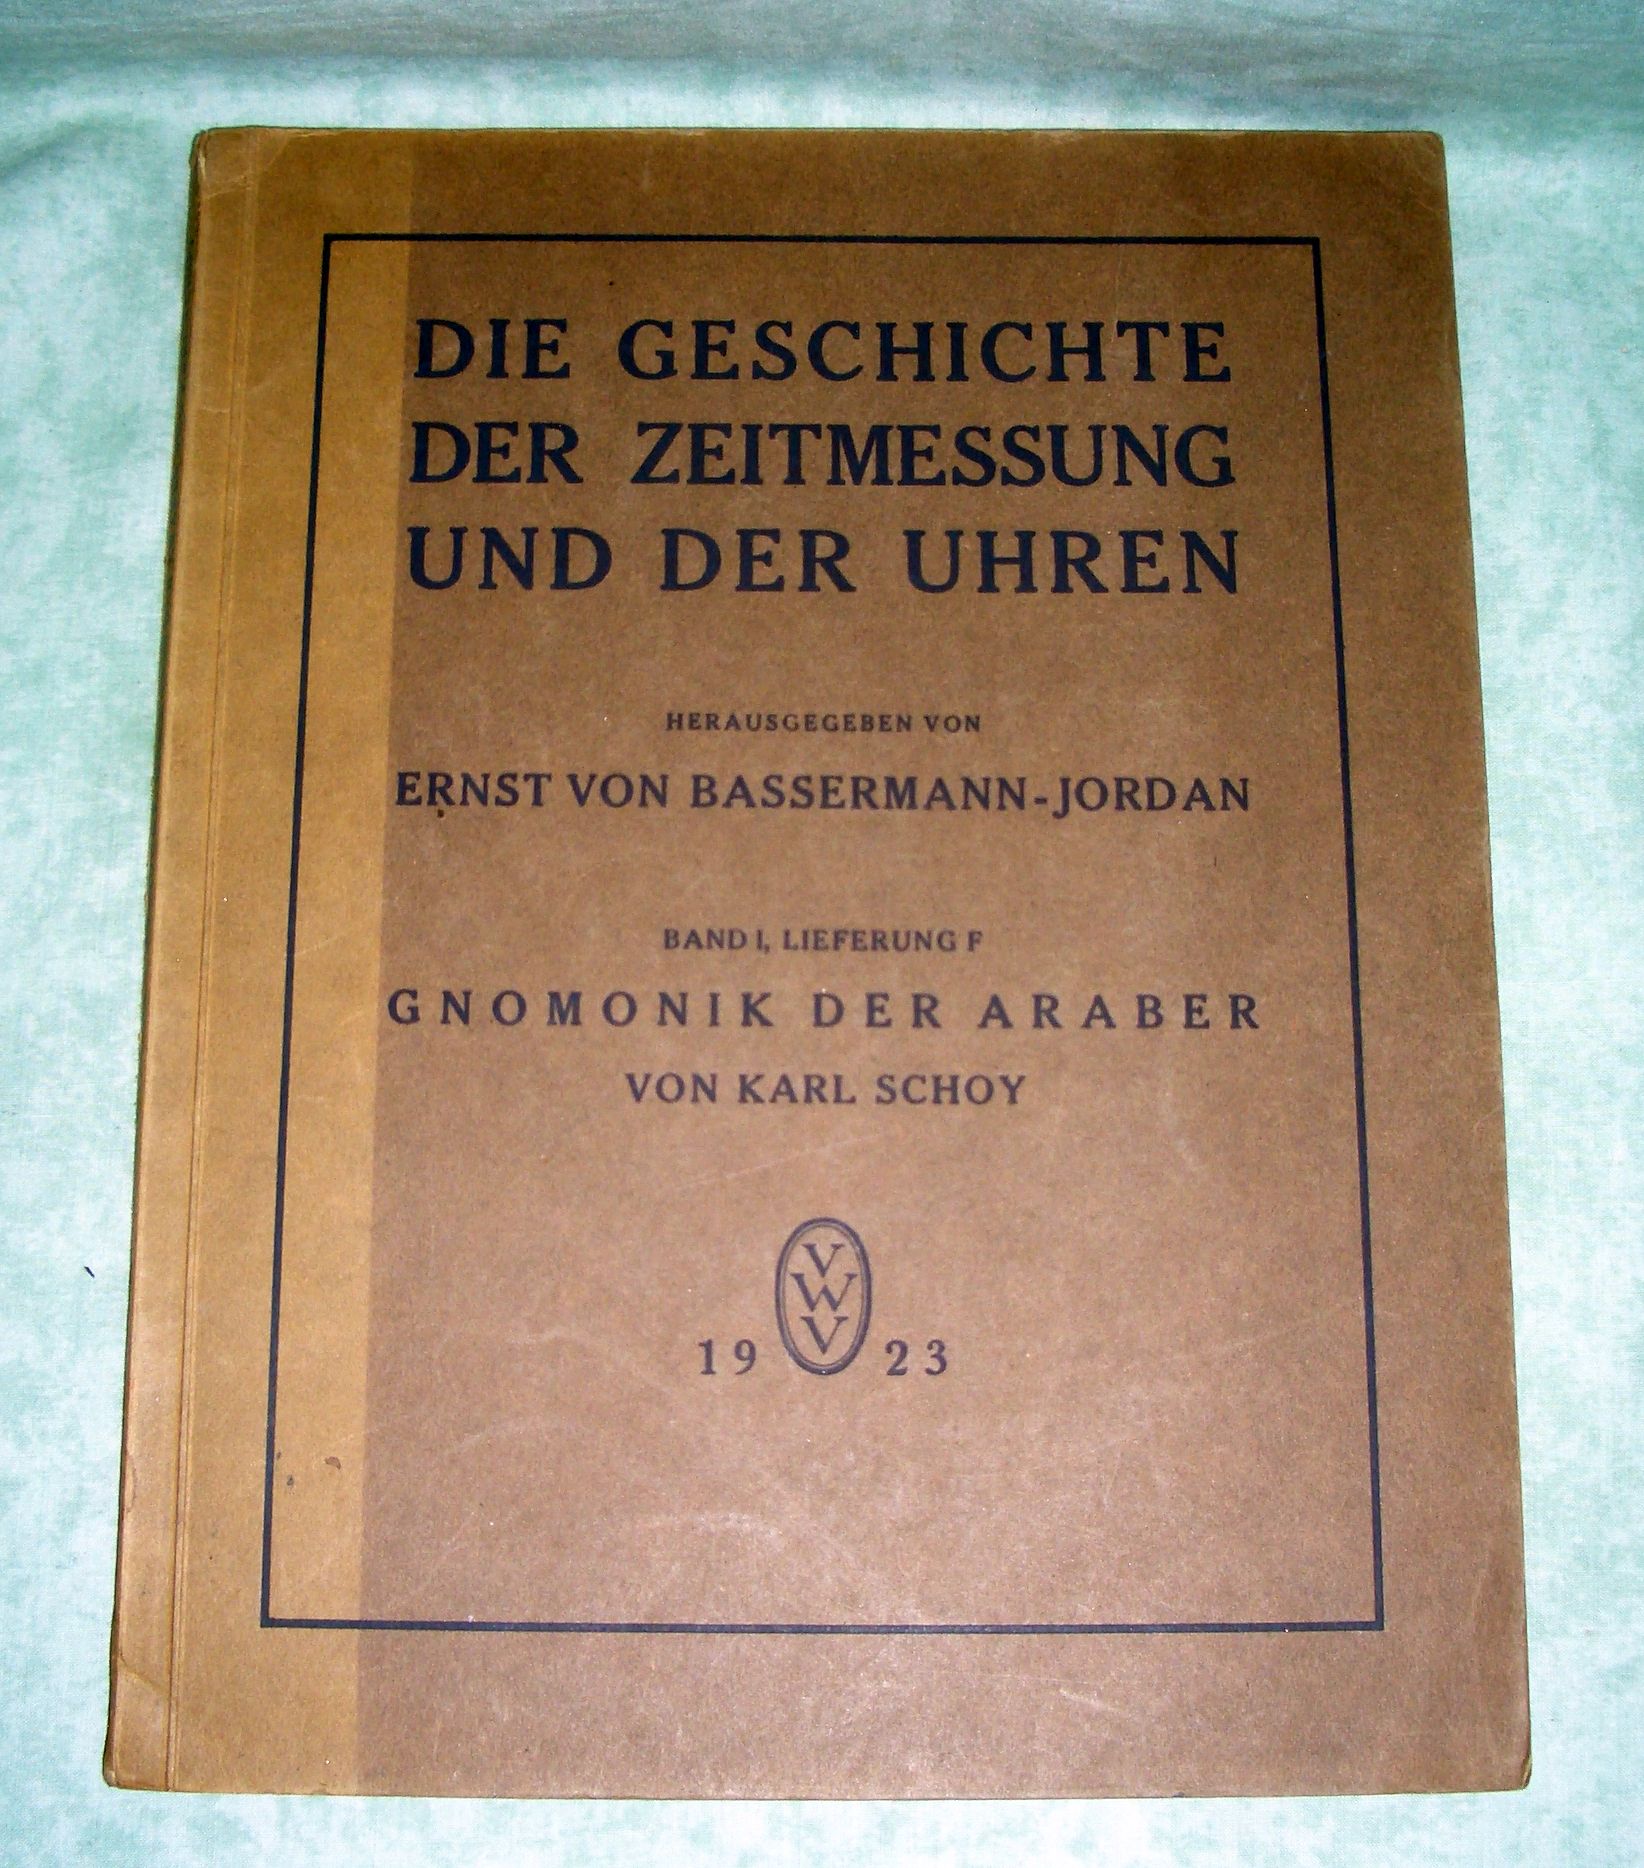 DIE GESCHICHTE
DER ZEITMESSUNG
UND DER UHREN
HERAUSGEGEBEN VON
ERNST VON BASSERMANN-JORDAN
BAND I, LIEFERUNG F
GNOMONIK DER ARABER
VON KARL SCHOY
V
W
V
19 23